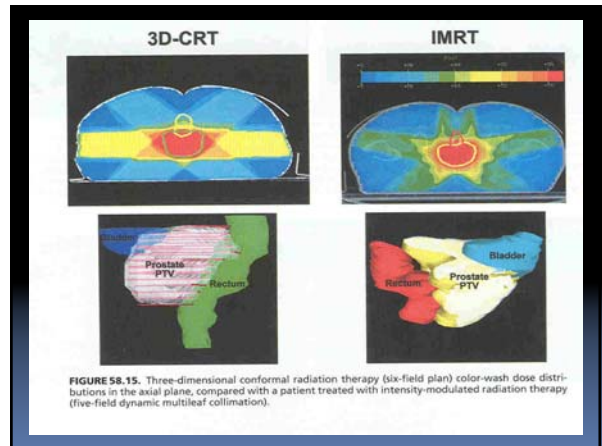 3D-CRT
IMRT
Bladder
Prostate
PTV
Rectum
Rectum
Prostate
PTV
Bladder
FIGURE 58.15. Three-dimensional conformal radiation therapy (six-field plan) color-wash dose distri-
butions in the axial plane, compared with a patient treated with intensity-modulated radiation therapy
(five-field dynamic multileaf collimation).